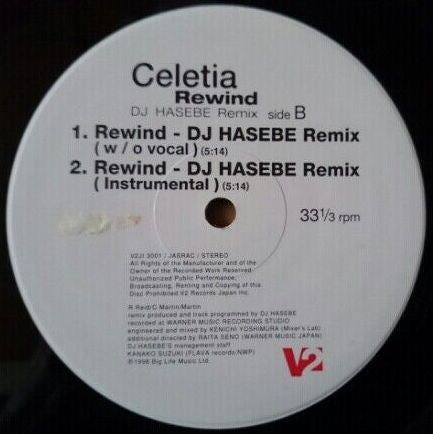 Celetia
Rewind
DJ HASEBE Remix side B
1. Rewind - DJ HASEBE Remix
( w / o vocal ) (5:14)
2. Rewind - DJ HASEBE Remix
( Instrumental ) (5:14)
33 1/3 rpm
V2JI 3001 / JASRAC / STEREO
All Rights of the Manufacturer and of the
Owner of the Recorded Work Reserved.
Unauthorized Public Performance,
Broadcasting, Renting and Copying of this
Disc Prohibited V2 Records Japan Inc.
R Reid/C Martin/Martin
remix produced and track programmed by DJ HASEBE
recorded at WARNER MUSIC RECORDING STUDIO
engineered and mixed by KENICHI YOSHIMURA (Mixer's Lab)
additional directed by RAITA SENO (WARNER MUSIC JAPAN)
DJ HASEBE'S management staff
KANAKO SUZUKI (FLAVA records/NWP)
©1998 Big Life Music Ltd.
V2